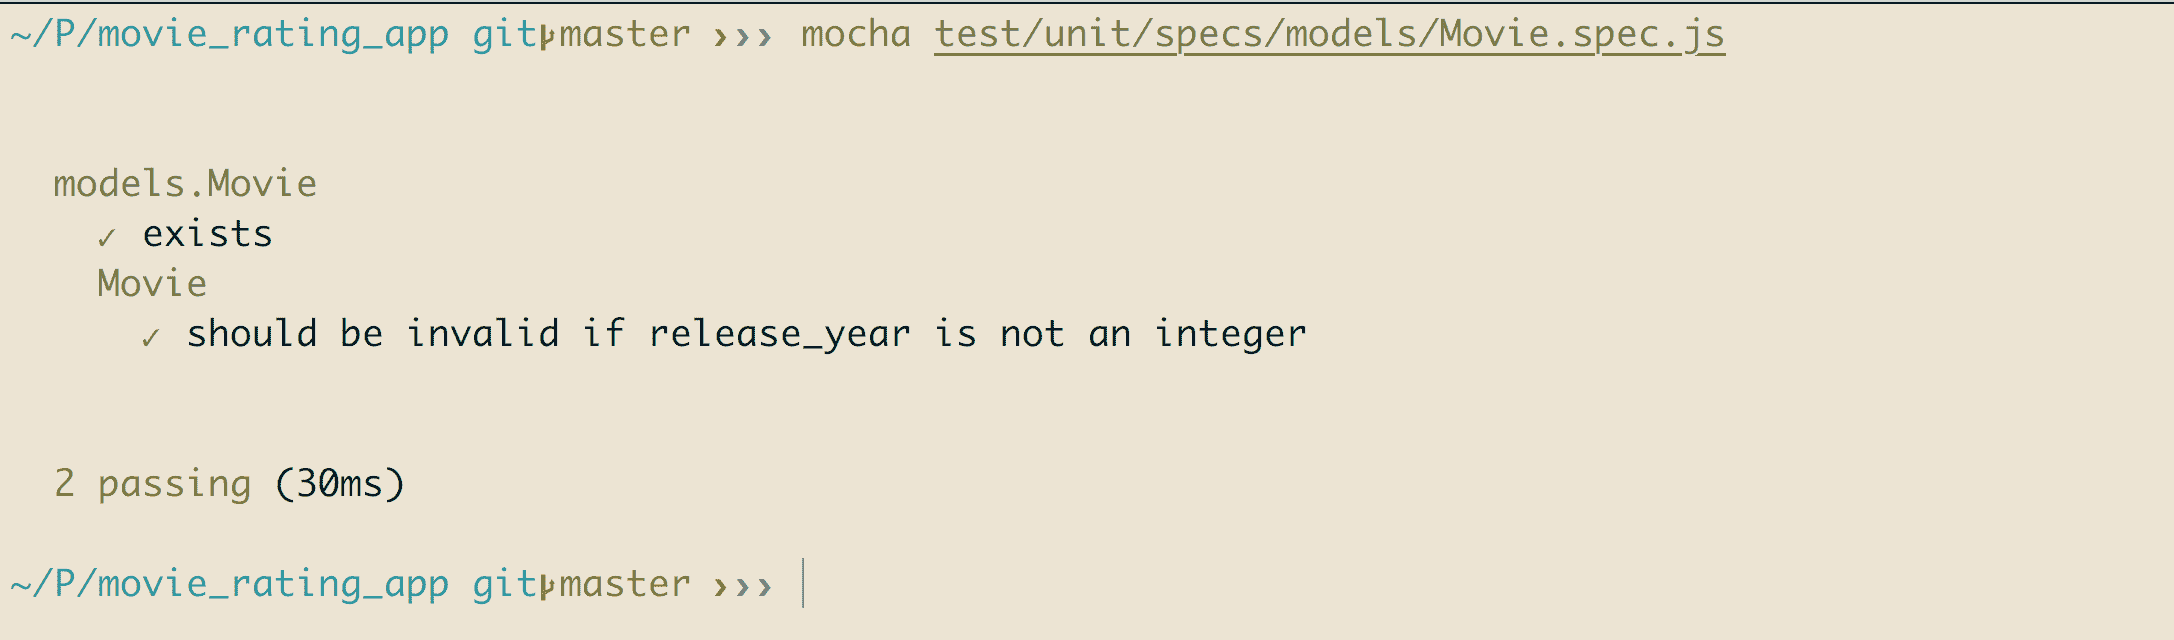 ~/P/movie_rating_app git master ››› mocha test/unit/specs/models/Movie.spec.js
models.Movie
✓ exists
Movie
✓ should be invalid if release_year is not an integer
2 passing (30ms)
~/P/movie_rating_app git master ›››